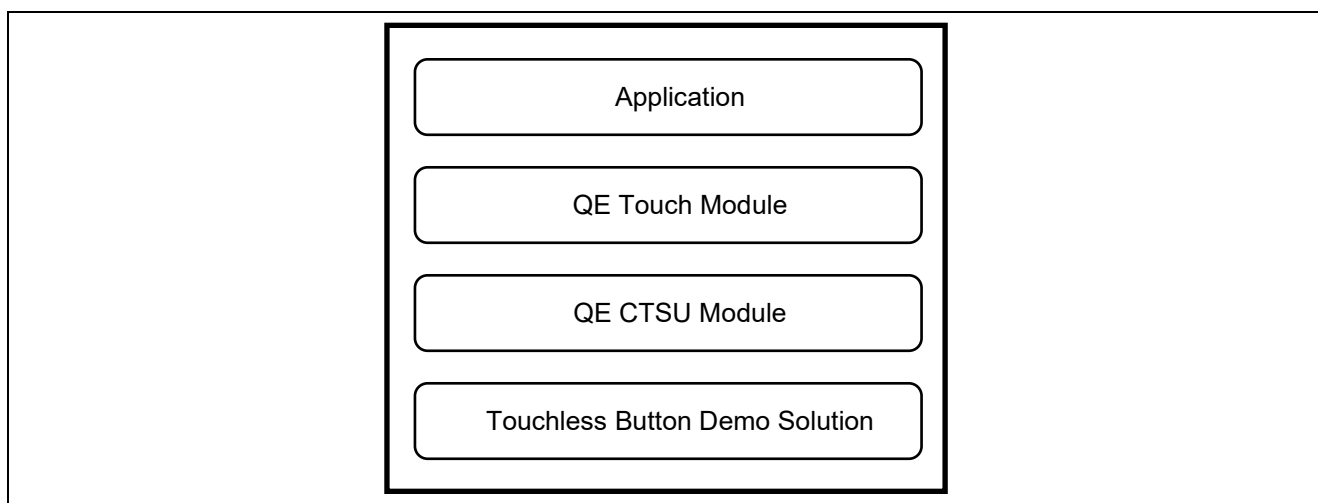 Application
QE Touch Module
QE CTSU Module
Touchless Button Demo Solution